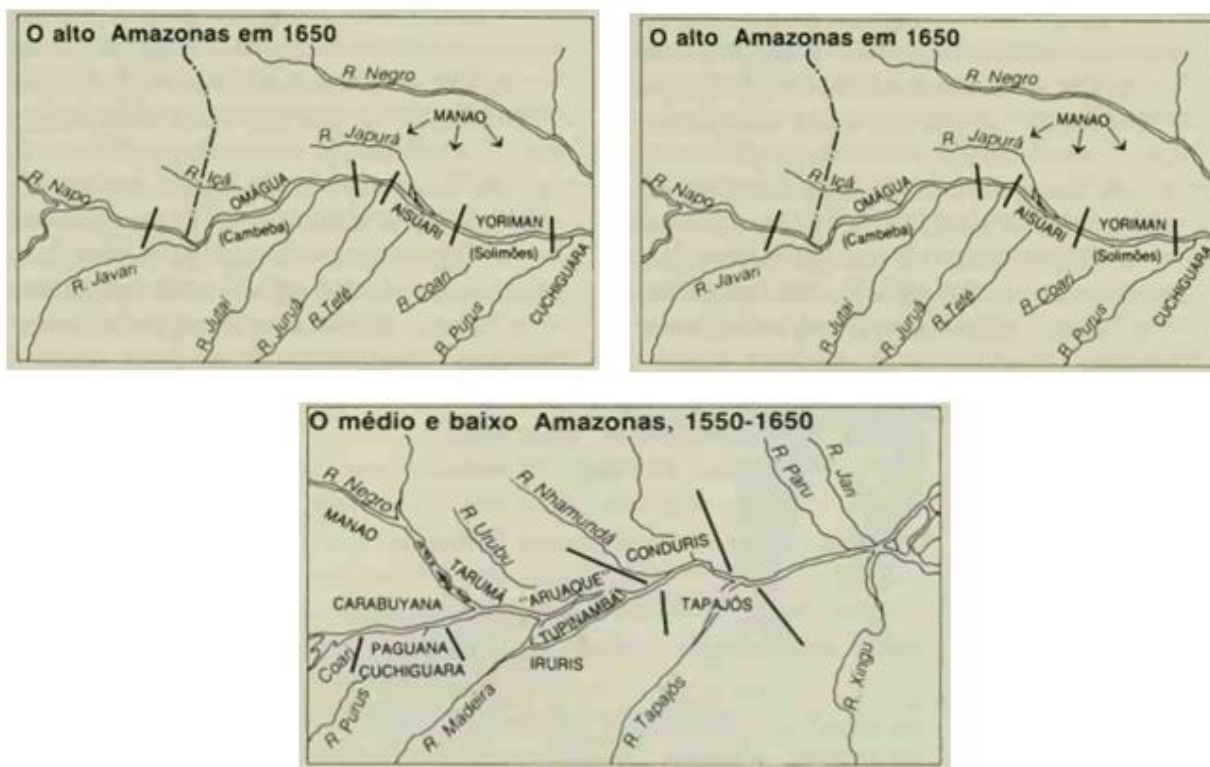 O alto Amazonas em 1650
R. Negro
MANAO
R. Japurá
R. Içá
R. Napo
OMÁGUA
(Cambeba)
AISUARI
YORIMAN
(Solimões)
CUCHIGUARA
R. Javari
R. Jutaí
R. Juruá
R. Tefé
R. Coari
R. Purus
O alto Amazonas em 1650
R. Negro
MANAO
R. Japurá
R. Içá
R. Napo
OMÁGUA
(Cambeba)
AISUARI
YORIMAN
(Solimões)
CUCHIGUARA
R. Javari
R. Jutaí
R. Juruá
R. Tefé
R. Coari
R. Purus
O médio e baixo Amazonas, 1550-1650
R. Negro
MANAO
R. Urubu
R. Nhamundá
R. Paru
R. Jari
CONDURIS
TARUMÃ
"ARUAQUE"
TUPINAMBÁ
TAPAJÓS
CARABUYANA
PAGUANA
CUCHIGUARA
IRURIS
Coari
R. Purus
R. Madeira
R. Tapajós
R. Xingu